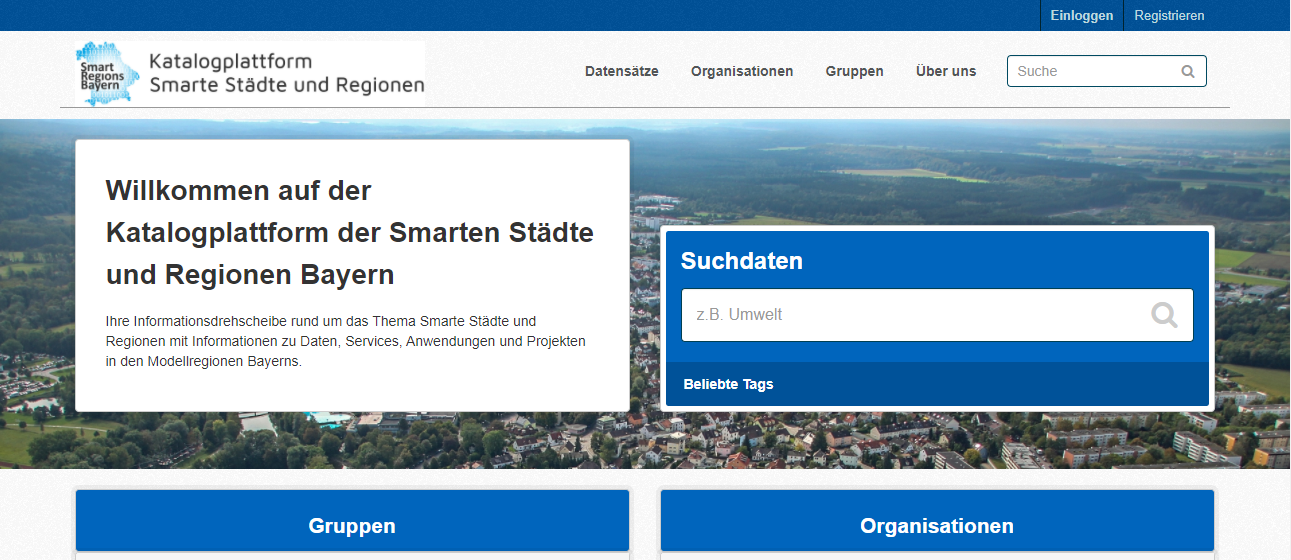 Einloggen Registrieren
Smart
Regions
Bayern
Katalogplattform
Smarte Städte und Regionen
Datensätze Organisationen Gruppen Über uns Suche
Willkommen auf der
Katalogplattform der Smarten Städte
und Regionen Bayern
Ihre Informationsdrehscheibe rund um das Thema Smarte Städte und
Regionen mit Informationen zu Daten, Services, Anwendungen und Projekten
in den Modellregionen Bayerns.
Suchdaten
z.B. Umwelt
Beliebte Tags
Gruppen
Organisationen